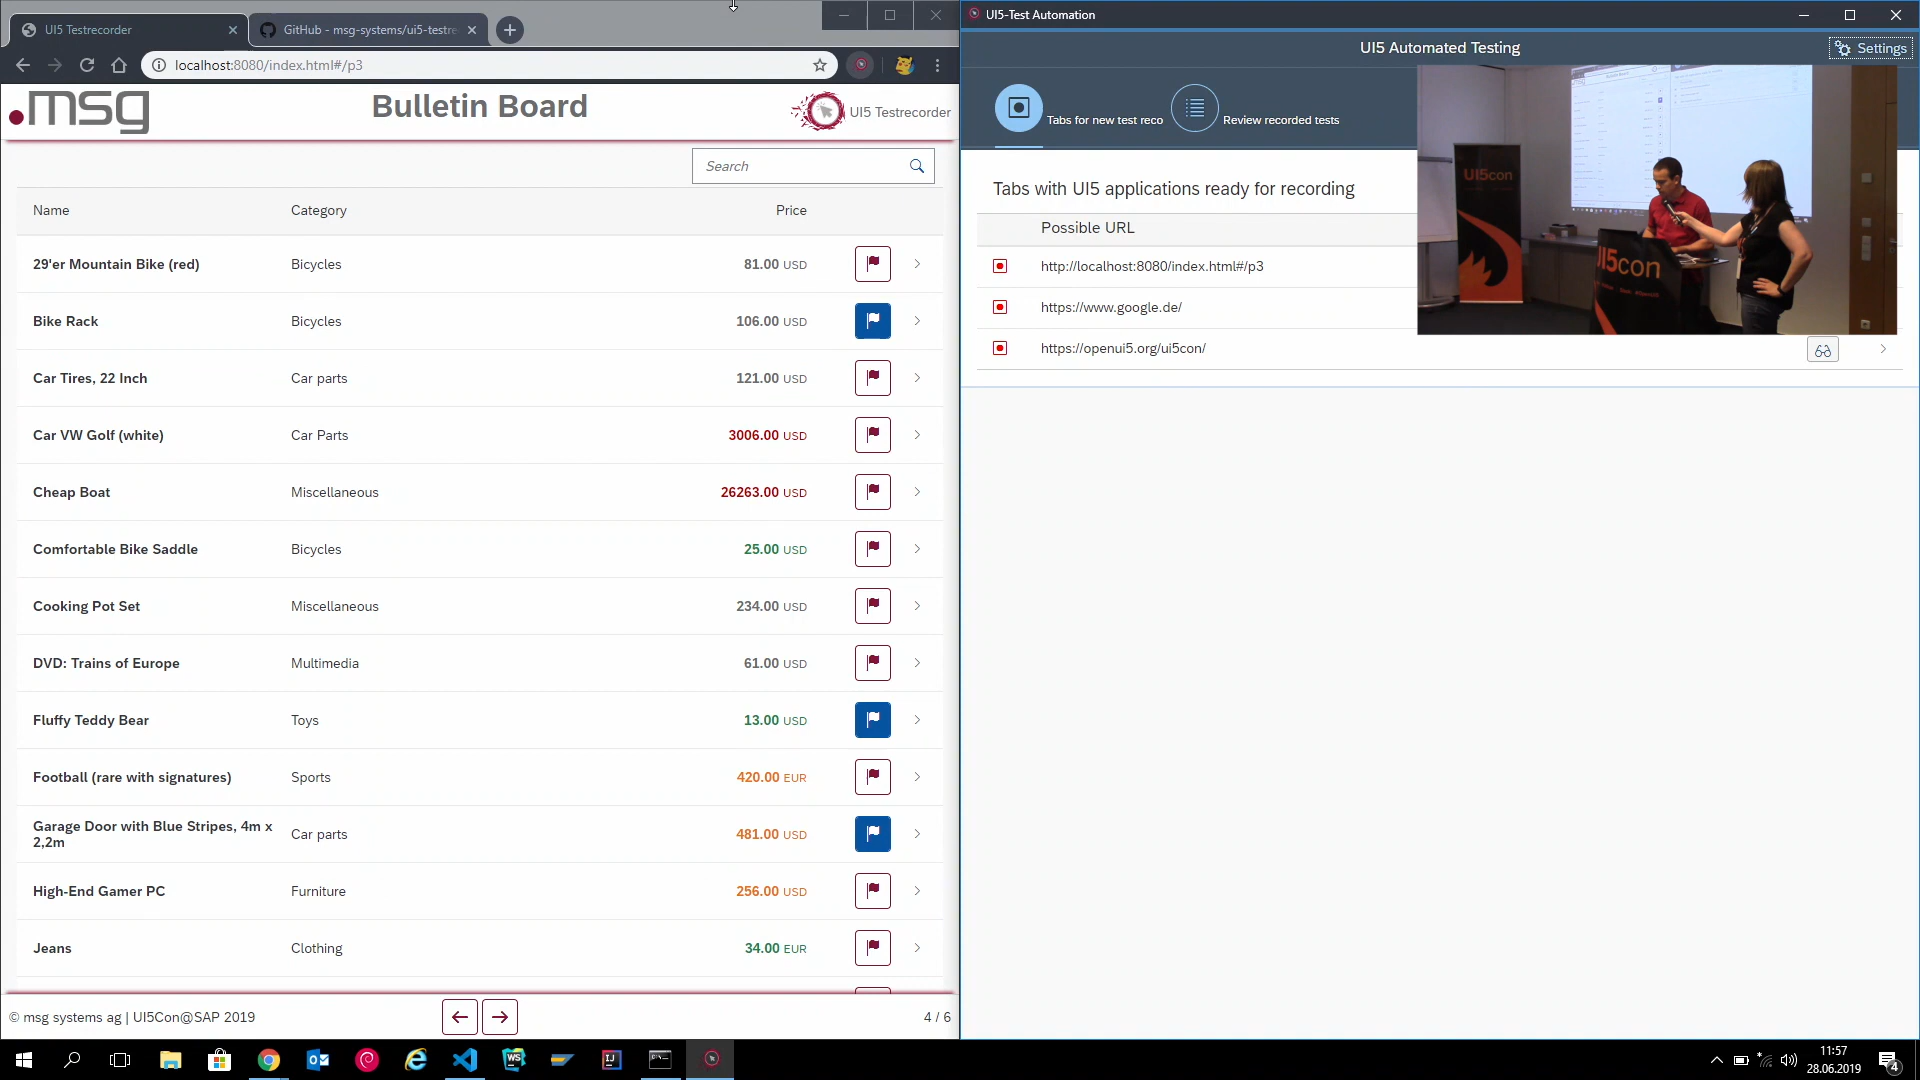 UI5 Testrecorder
GitHub - msg-systems/ui5-testre
localhost:8080/index.html#/p3
.msg
Bulletin Board
UI5 Testrecorder
Search
Name Category Price
29'er Mountain Bike (red) Bicycles 81.00 USD
Bike Rack Bicycles 106.00 USD
Car Tires, 22 Inch Car parts 121.00 USD
Car VW Golf (white) Car Parts 3006.00 USD
Cheap Boat Miscellaneous 26263.00 USD
Comfortable Bike Saddle Bicycles 25.00 USD
Cooking Pot Set Miscellaneous 234.00 USD
DVD: Trains of Europe Multimedia 61.00 USD
Fluffy Teddy Bear Toys 13.00 USD
Football (rare with signatures) Sports 420.00 EUR
Garage Door with Blue Stripes, 4m x
2,2m Car parts 481.00 USD
High-End Gamer PC Furniture 256.00 USD
Jeans Clothing 34.00 EUR
© msg systems ag | UI5Con@SAP 2019
4 / 6
UI5-Test Automation
UI5 Automated Testing
Settings
Tabs for new test reco
Review recorded tests
Tabs with UI5 applications ready for recording
Possible URL
http://localhost:8080/index.html#/p3
https://www.google.de/
https://openui5.org/ui5con/
UI5con
UI5con
11:57
28.06.2019
4